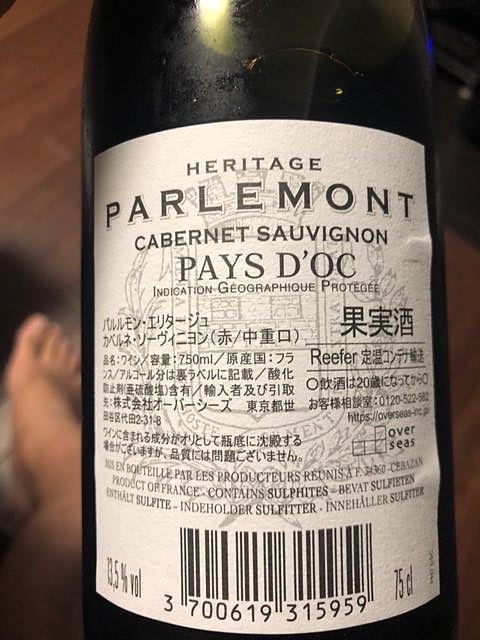 HERITAGE
PARLEMONT
CABERNET SAUVIGNON
PAYS D'OC
INDICATION GÉOGRAPHIQUE PROTÉGÉE
パルルモン・エリタージュ
カベルネ・ソーヴィニヨン(赤/中重口)
果実酒
品名:ワイン/容量:750ml/原産国:フラ
ンス/アルコール分は裏ラベルに記載/酸化
防止剤(亜硫酸塩)含有/輸入者及び引取
先:株式会社オーバーシーズ 東京都世
田谷区代田2-31-8
ワインに含まれる成分がオリとして瓶底に沈殿する
場合がございますが、品質には問題ございません。
Reefer 定温コンテナ輸送
○飲酒は20歳になってから○
お客様相談室:0120-522-582
https://overseas-inc.jp
over
seas
MIS EN BOUTEILLE PAR LES PRODUCTEURS RÉUNIS À F. 34360 - CEBAZAN
PRODUCT OF FRANCE - CONTAINS SULPHITES - BEVAT SULFIETEN
ENTHÄLT SULFITE - INDEHOLDER SULFITTER - INNEHÅLLER SULFITER
13,5 % vol
3 700619 315959
75 cl